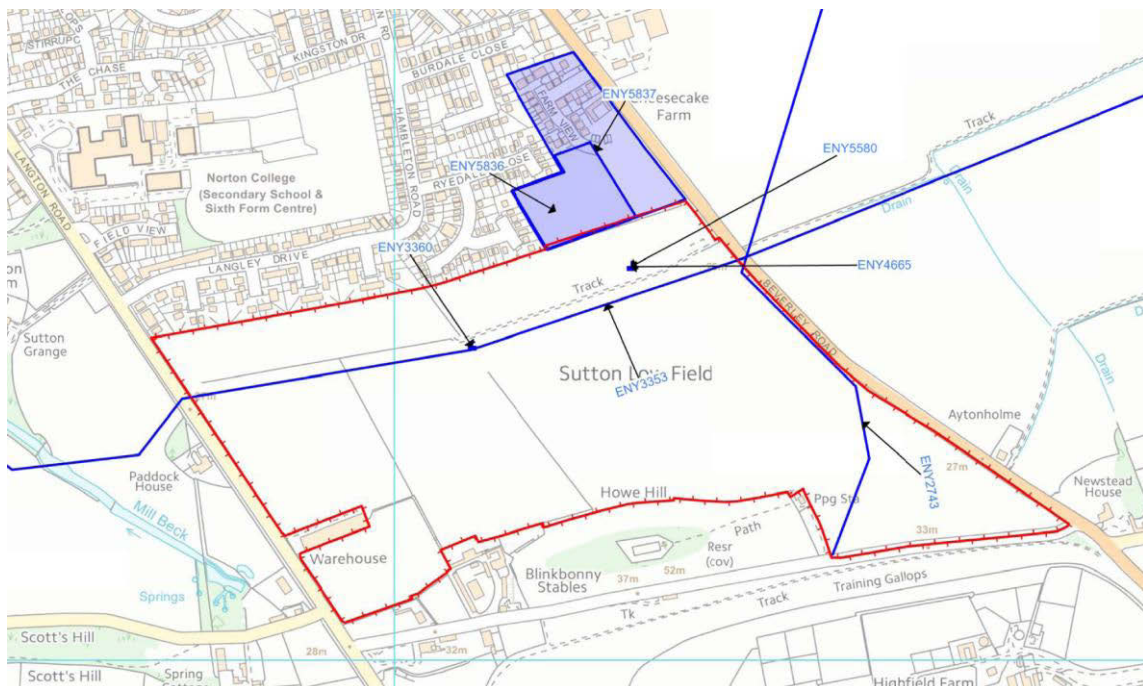 STIRRUP C
THE CHASE
KINGSTON DR
BURDALE CLOSE
HAMBLETON ROAD
FARM VIEW
ENY5837
eesecake
Farm
Track
ENY5580
LANGTON ROAD
Norton College
(Secondary School &
Sixth Form Centre)
ENY5836
RYEDALE CLOSE
Drain
Drain
FIELD VIEW
LANGLEY DRIVE
ENY3360
ENY4665
Track
BEVERLEY ROAD
Sutton
Grange
Sutton Low Field
ENY3353
Drain
Aytonholme
Paddock
House
27m
ENY2743
Newstead
House
Mill Beck
Howe Hill
Ppg Sta
Path
33m
Warehouse
Resr
(cov)
Blinkbonny
Stables
37m
52m
Training Gallops
Springs
Tk
Track
Scott's Hill
28m
32m
Scott's Hill
Spring
Highfield Farm